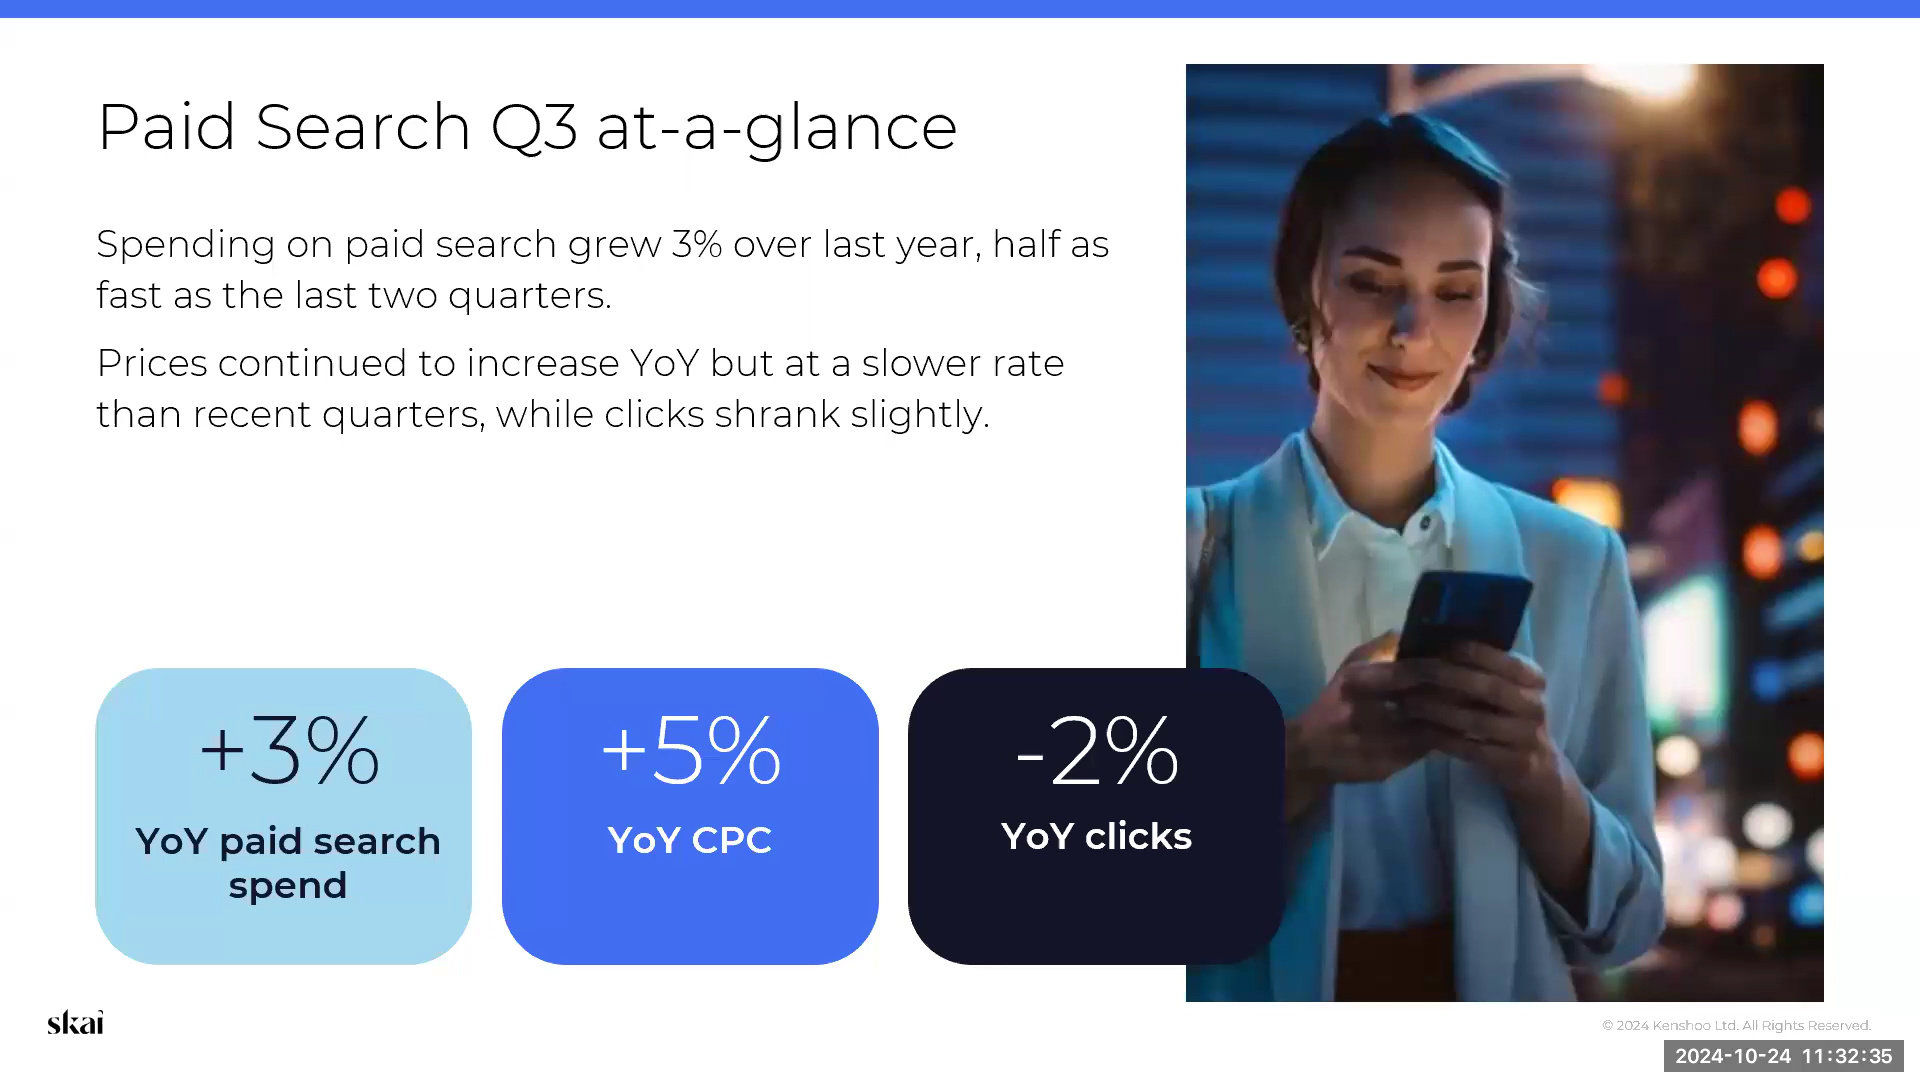 Paid Search Q3 at-a-glance
Spending on paid search grew 3% over last year, half as
fast as the last two quarters.
Prices continued to increase YoY but at a slower rate
than recent quarters, while clicks shrank slightly.
+3%
YoY paid search
spend
+5%
YoY CPC
-2%
YoY clicks
skai
© 2024 Kenshoo Ltd. All Rights Reserved.
2024-10-24 11:32:35